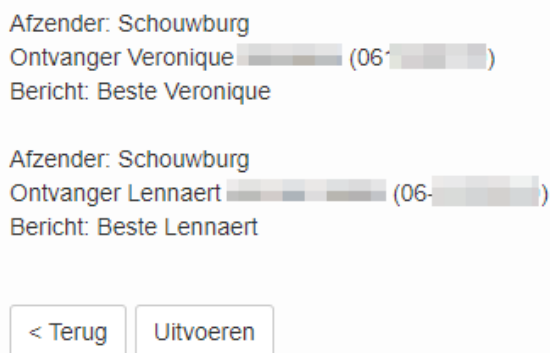 Afzender: Schouwburg
Ontvanger Veronique (06
Bericht: Beste Veronique
Afzender: Schouwburg
Ontvanger Lennaert (06-
Bericht: Beste Lennaert
< Terug
Uitvoeren